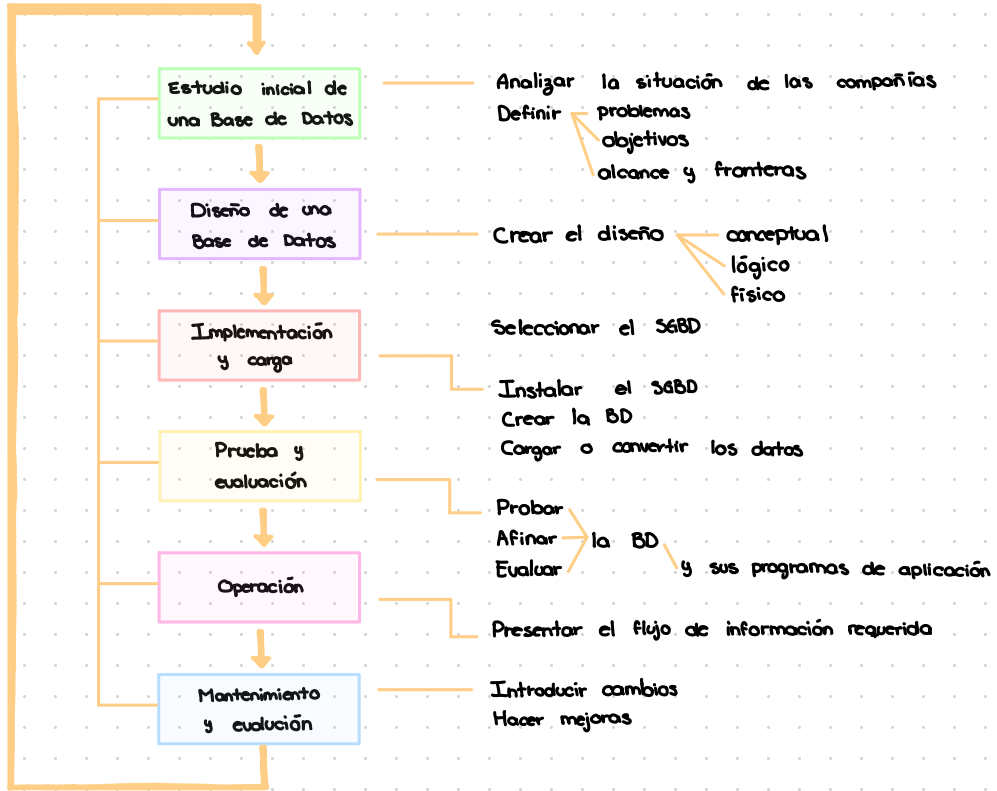 Estudio inicial de
una Base de Datos
Analizar la situación de las compañías
Definir problemas
objetivos
alcance y fronteras
Diseño de una
Base de Datos
Crear el diseño conceptual
lógico
físico
Implementación
y carga
Seleccionar el SGBD
Instalar el SGBD
Crear la BD
Cargar o convertir los datos
Prueba y
evaluación
Probar
Afinar
Evaluar
la BD
y sus programas de aplicación
Operación
Presentar el flujo de información requerida
Mantenimiento
y evalución
Introducir cambios
Hacer mejoras